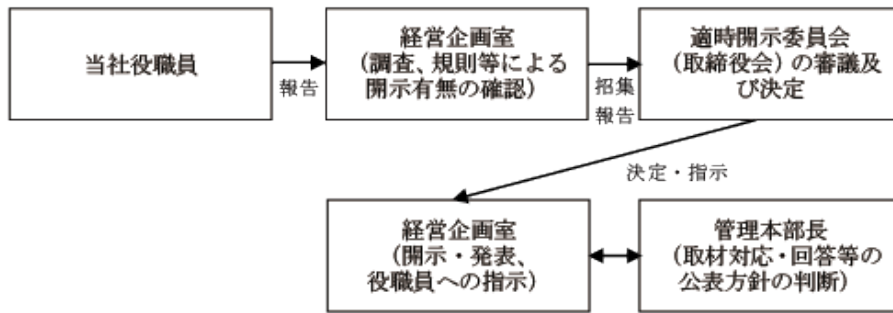 当社役職員
報告
経営企画室
(調査、規則等による
開示有無の確認)
招集
報告
適時開示委員会
(取締役会)の審議及
び決定
決定・指示
経営企画室
(開示・発表、
役職員への指示)
管理本部長
(取材対応・回答等の
公表方針の判断)